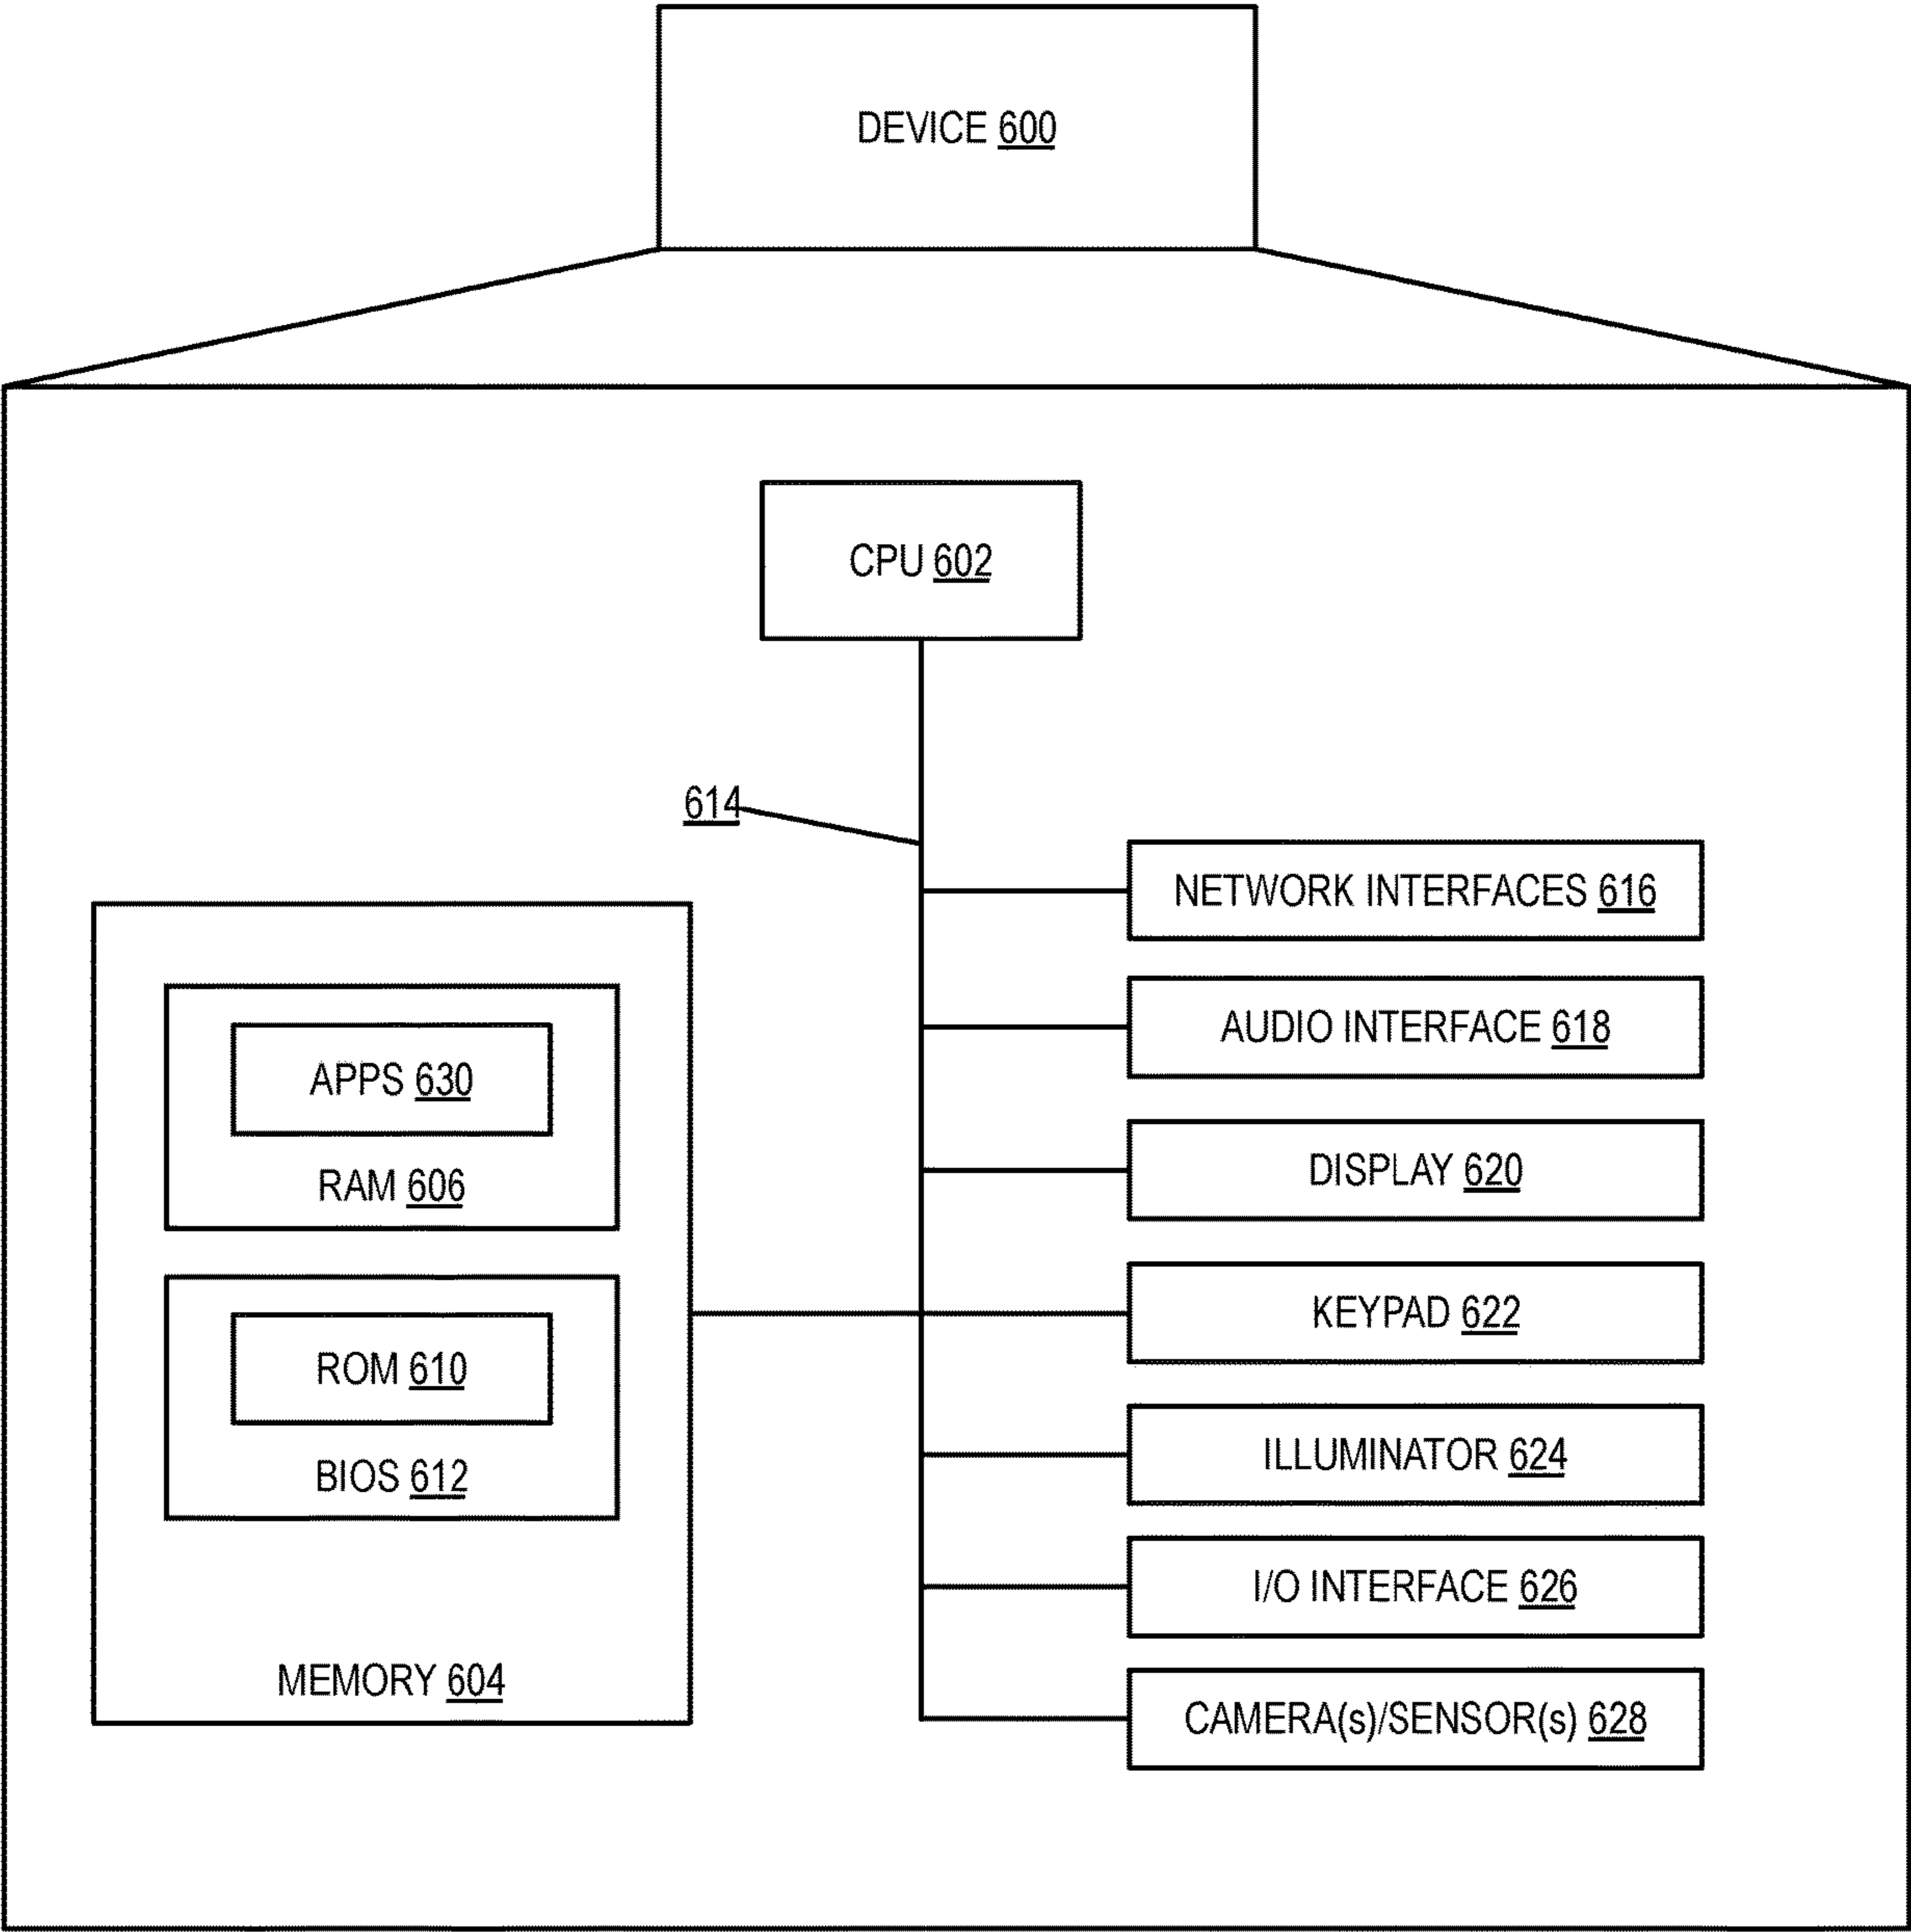 DEVICE 600
CPU 602
614
NETWORK INTERFACES 616
AUDIO INTERFACE 618
DISPLAY 620
KEYPAD 622
ILLUMINATOR 624
I/O INTERFACE 626
CAMERA(s)/SENSOR(s) 628
APPS 630
RAM 606
ROM 610
BIOS 612
MEMORY 604